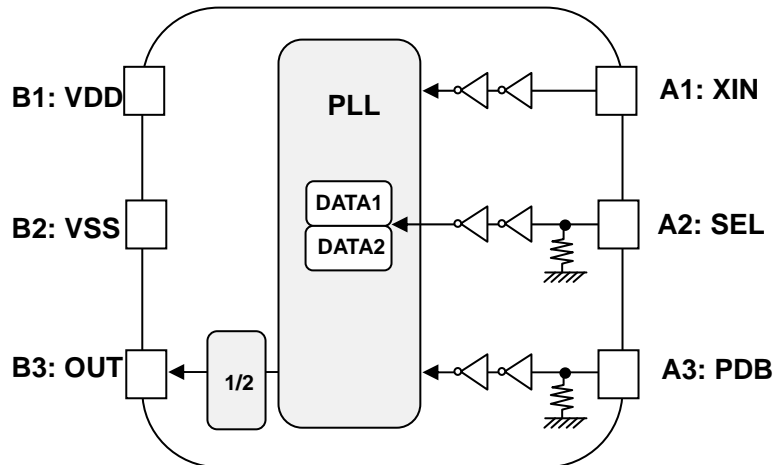 B1: VDD
PLL
A1: XIN
DATA1
DATA2
B2: VSS
A2: SEL
B3: OUT
1/2
A3: PDB